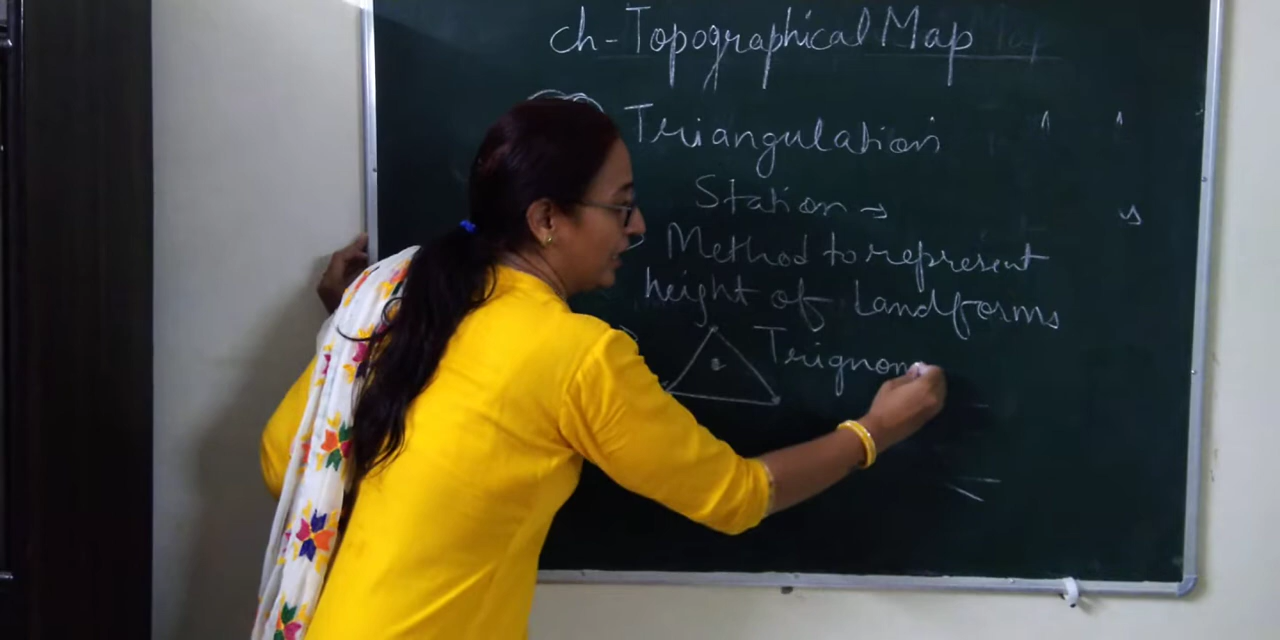 ch-Topographical Map
Triangulation
Station →
Method to represent
height of Landforms
Trignom